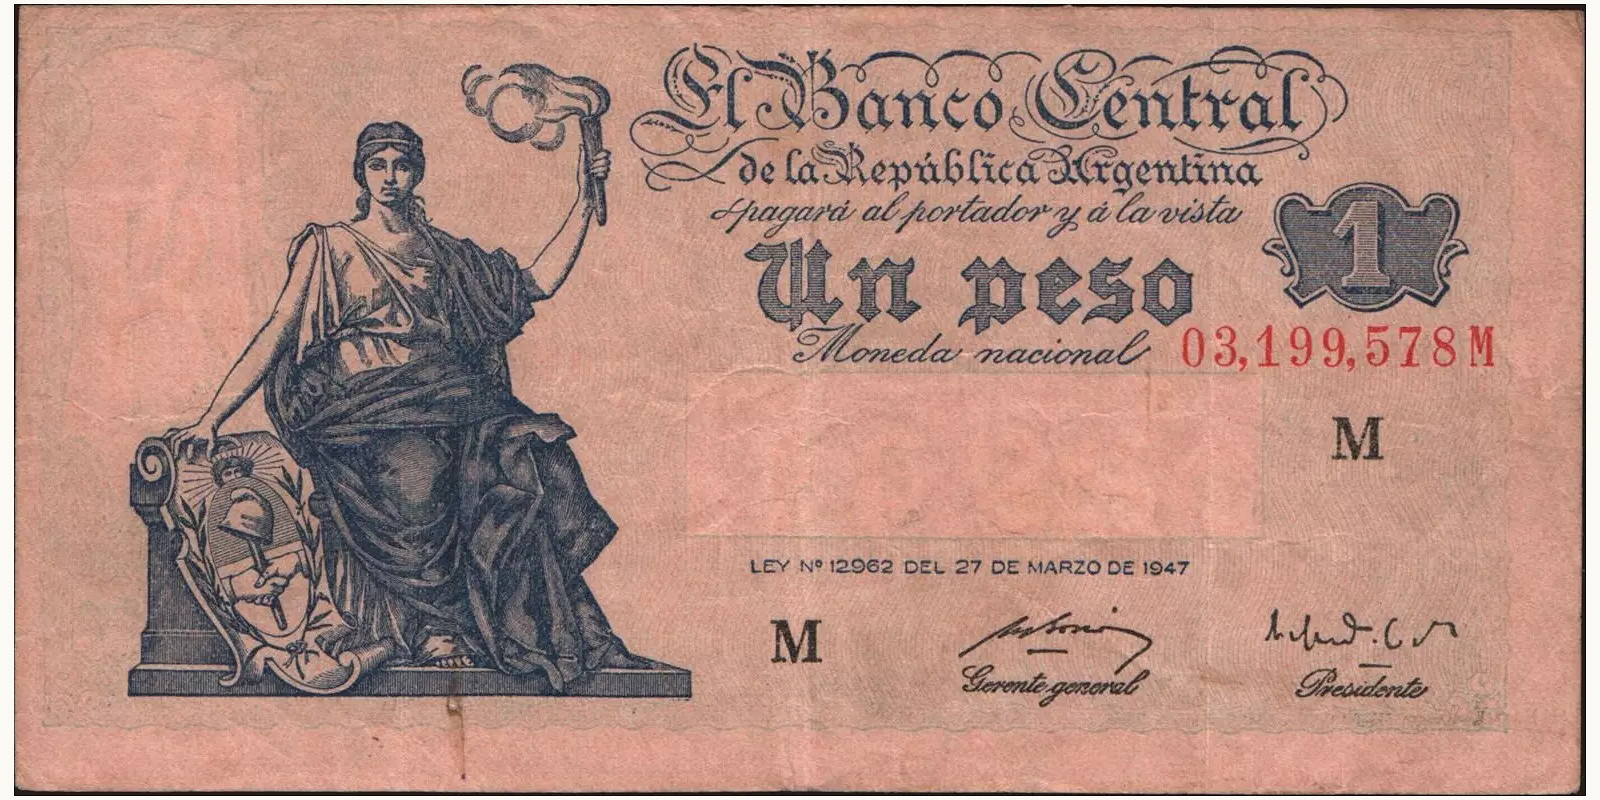 El Banco Central
de la República Argentina
pagará al portador y á la vista
1
Un peso
Moneda nacional
03,199,578M
M
LEY Nº 12962 DEL 27 DE MARZO DE 1947
M
Gerente general
Presidente